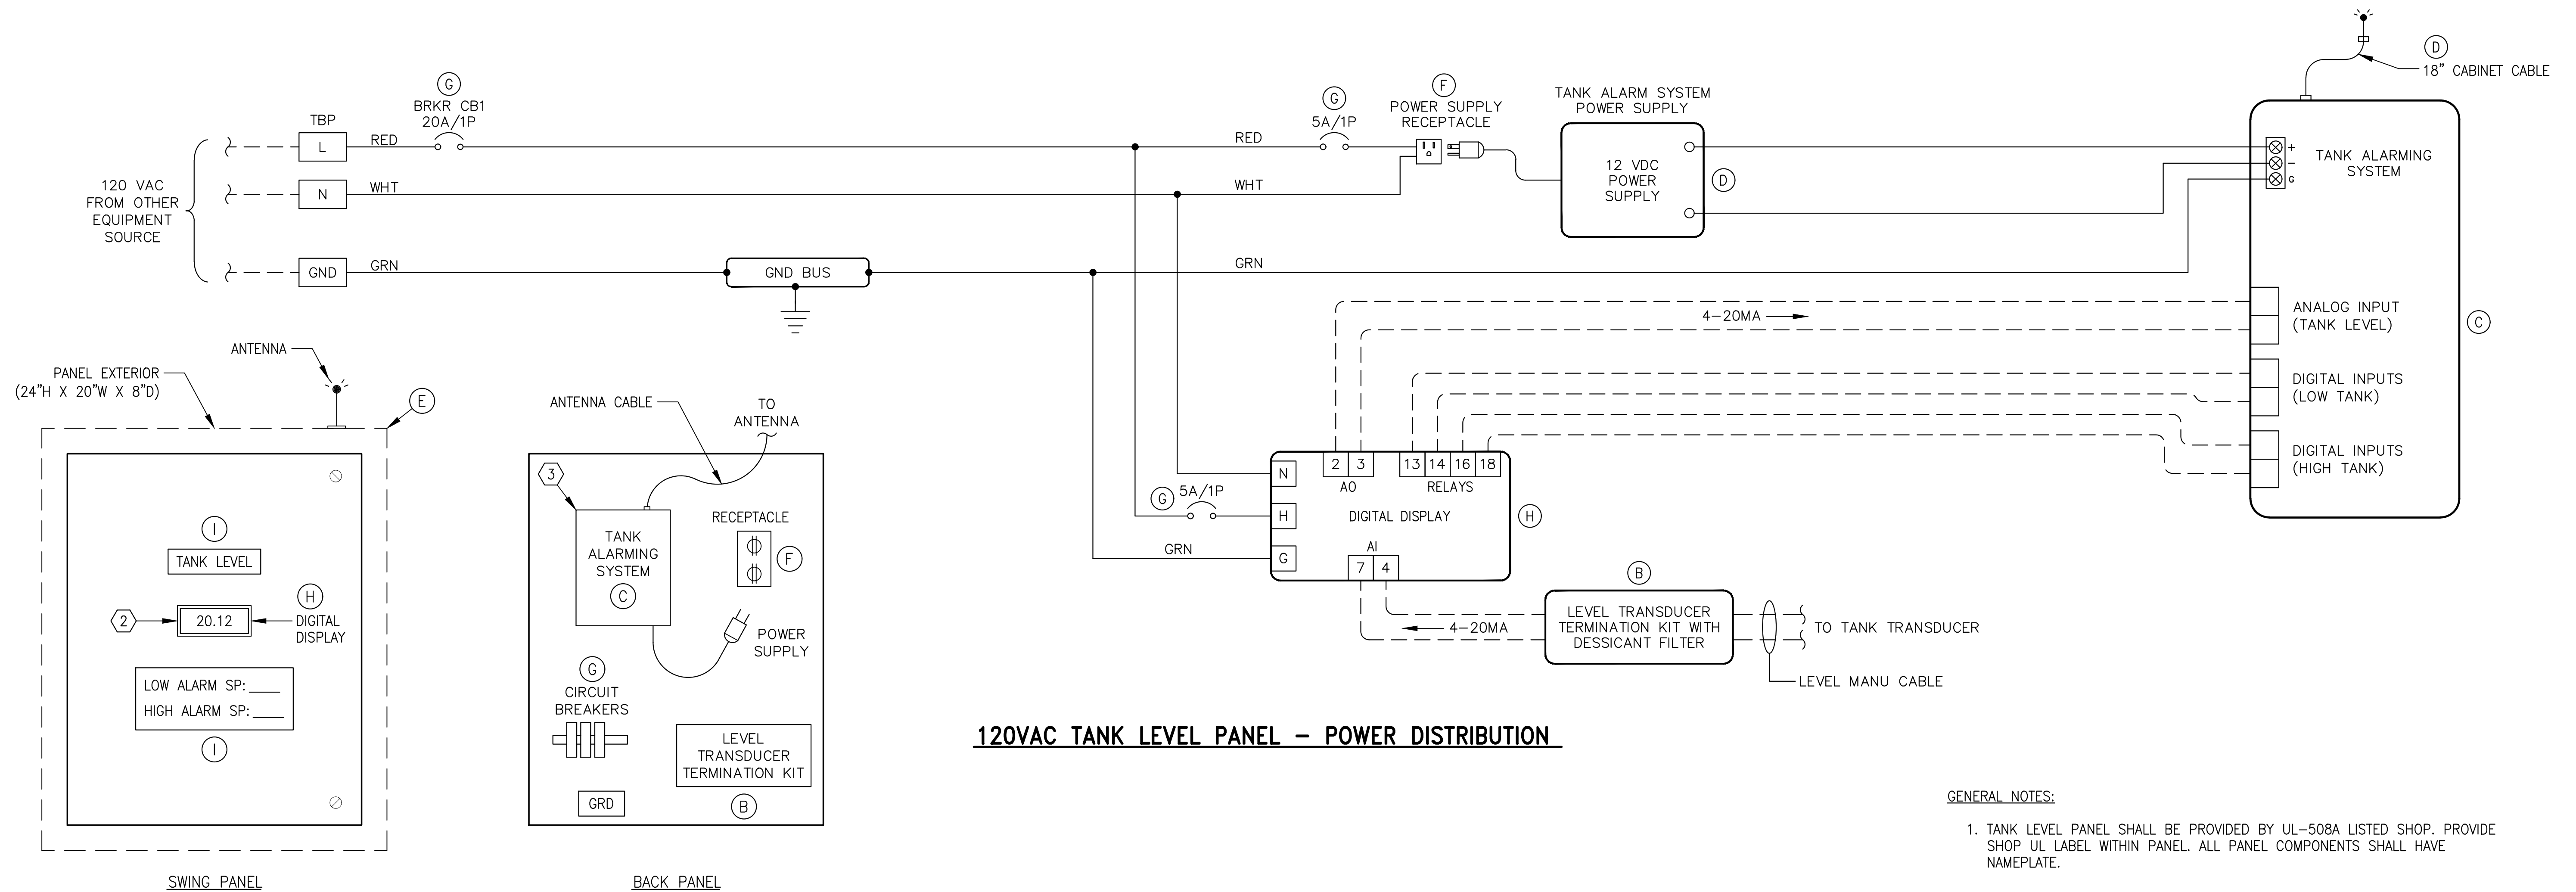 D
18" CABINET CABLE
G
BRKR CB1
20A/1P
TBP
L
RED
RED
G
5A/1P
F
POWER SUPPLY
RECEPTACLE
TANK ALARM SYSTEM
POWER SUPPLY
12 VDC
POWER
SUPPLY
D
+
−
G
TANK ALARMING
SYSTEM
120 VAC
FROM OTHER
EQUIPMENT
SOURCE
N
WHT
WHT
GND
GRN
GND BUS
GRN
4-20MA
ANALOG INPUT
(TANK LEVEL)
C
DIGITAL INPUTS
(LOW TANK)
DIGITAL INPUTS
(HIGH TANK)
ANTENNA
PANEL EXTERIOR
(24"H X 20"W X 8"D)
E
I
TANK LEVEL
2
20.12
H
DIGITAL
DISPLAY
LOW ALARM SP:____
HIGH ALARM SP:____
I
SWING PANEL
ANTENNA CABLE
TO
ANTENNA
3
TANK
ALARMING
SYSTEM
C
RECEPTACLE
F
POWER
SUPPLY
G
CIRCUIT
BREAKERS
LEVEL
TRANSDUCER
TERMINATION KIT
GRD
B
BACK PANEL
G
5A/1P
GRN
N
H
G
2 3
AO
13 14 16 18
RELAYS
DIGITAL DISPLAY
H
AI
7 4
4-20MA
B
LEVEL TRANSDUCER
TERMINATION KIT WITH
DESSICANT FILTER
TO TANK TRANSDUCER
LEVEL MANU CABLE
120VAC TANK LEVEL PANEL - POWER DISTRIBUTION
GENERAL NOTES:
1. TANK LEVEL PANEL SHALL BE PROVIDED BY UL-508A LISTED SHOP. PROVIDE
SHOP UL LABEL WITHIN PANEL. ALL PANEL COMPONENTS SHALL HAVE
NAMEPLATE.